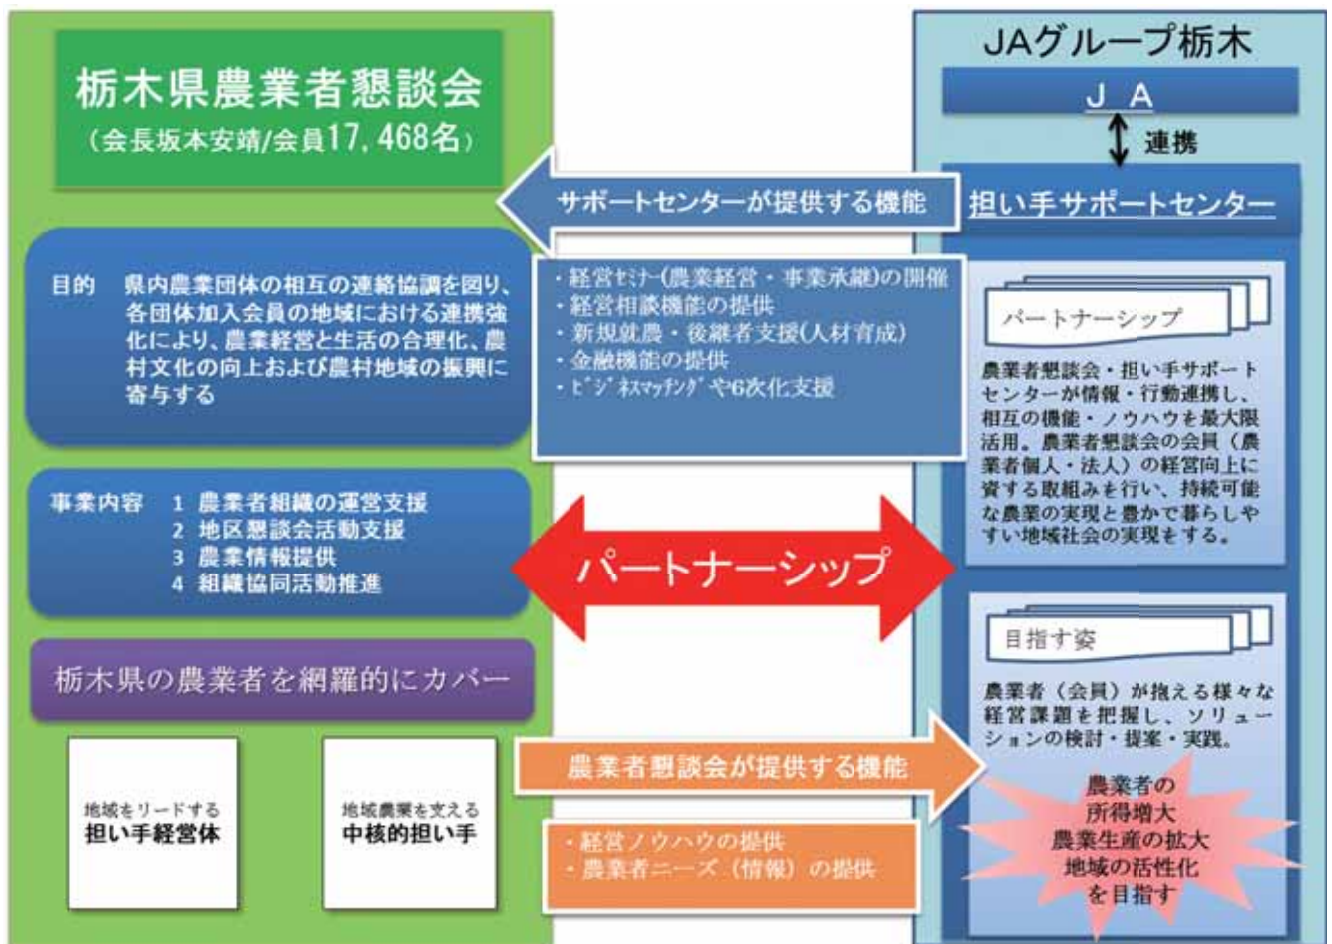 栃木県農業者懇談会
(会長坂本安靖/会員17,468名)
目的 県内農業団体の相互の連絡協調を図り、
各団体加入会員の地域における連携強
化により、農業経営と生活の合理化、農
村文化の向上および農村地域の振興に
寄与する
事業内容 1 農業者組織の運営支援
2 地区懇談会活動支援
3 農業情報提供
4 組織協同活動推進
栃木県の農業者を網羅的にカバー
地域をリードする
担い手経営体
地域農業を支える
中核的担い手
サポートセンターが提供する機能
・経営セミナー(農業経営・事業承継)の開催
・経営相談機能の提供
・新規就農・後継者支援(人材育成)
・金融機能の提供
・ビジネスマッチングや6次化支援
パートナーシップ
農業者懇談会が提供する機能
・経営ノウハウの提供
・農業者ニーズ(情報)の提供
JAグループ栃木
JA
連携
担い手サポートセンター
パートナーシップ
農業者懇談会・担い手サポート
センターが情報・行動連携し、
相互の機能・ノウハウを最大限
活用。農業者懇談会の会員(農
業者個人・法人)の経営向上に
資する取組みを行い、持続可能
な農業の実現と豊かで暮らしや
すい地域社会の実現をする。
目指す姿
農業者(会員)が抱える様々な
経営課題を把握し、ソリュー
ションの検討・提案・実践。
農業者の
所得増大
農業生産の拡大
地域の活性化
を目指す